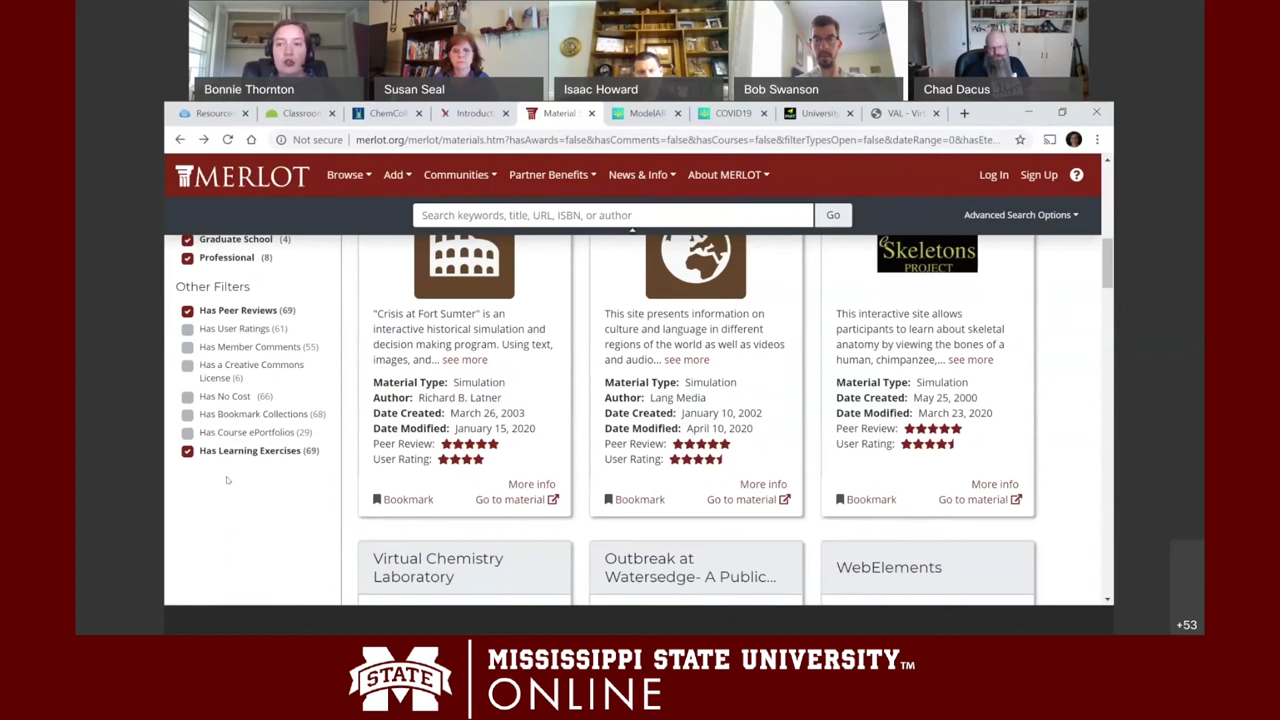 Bonnie Thornton
Susan Seal
Isaac Howard
Bob Swanson
Chad Dacus
Resource
Classroom
ChemColl
Introduct
Material S
ModelAR
COVID19
University
VAL - Virt
Not secure
merlot.org/merlot/materials.htm?hasAwards=false&hasComments=false&hasCourses=false&filterTypesOpen=false&dateRange=0&hasEte...
MERLOT
Browse
Add
Communities
Partner Benefits
News & Info
About MERLOT
Log In
Sign Up
?
Search keywords, title, URL, ISBN, or author
Go
Advanced Search Options
Graduate School (4)
Professional (8)
Other Filters
Has Peer Reviews (69)
Has User Ratings (61)
Has Member Comments (55)
Has a Creative Commons
License (6)
Has No Cost (66)
Has Bookmark Collections (68)
Has Course ePortfolios (29)
Has Learning Exercises (69)
"Crisis at Fort Sumter" is an
interactive historical simulation and
decision making program. Using text,
images, and... see more
Material Type: Simulation
Author: Richard B. Latner
Date Created: March 26, 2003
Date Modified: January 15, 2020
Peer Review:
User Rating:
More info
Bookmark
Go to material
This site presents information on
culture and language in different
regions of the world as well as videos
and audio... see more
Material Type: Simulation
Author: Lang Media
Date Created: January 10, 2002
Date Modified: April 10, 2020
Peer Review:
User Rating:
More info
Bookmark
Go to material
eSkeletons
PROJECT
This interactive site allows
participants to learn about skeletal
anatomy by viewing the bones of a
human, chimpanzee,... see more
Material Type: Simulation
Date Created: May 25, 2000
Date Modified: March 23, 2020
Peer Review:
User Rating:
More info
Bookmark
Go to material
Virtual Chemistry
Laboratory
Outbreak at
Watersedge- A Public...
WebElements
+53
STATE
MISSISSIPPI STATE UNIVERSITY™
ONLINE